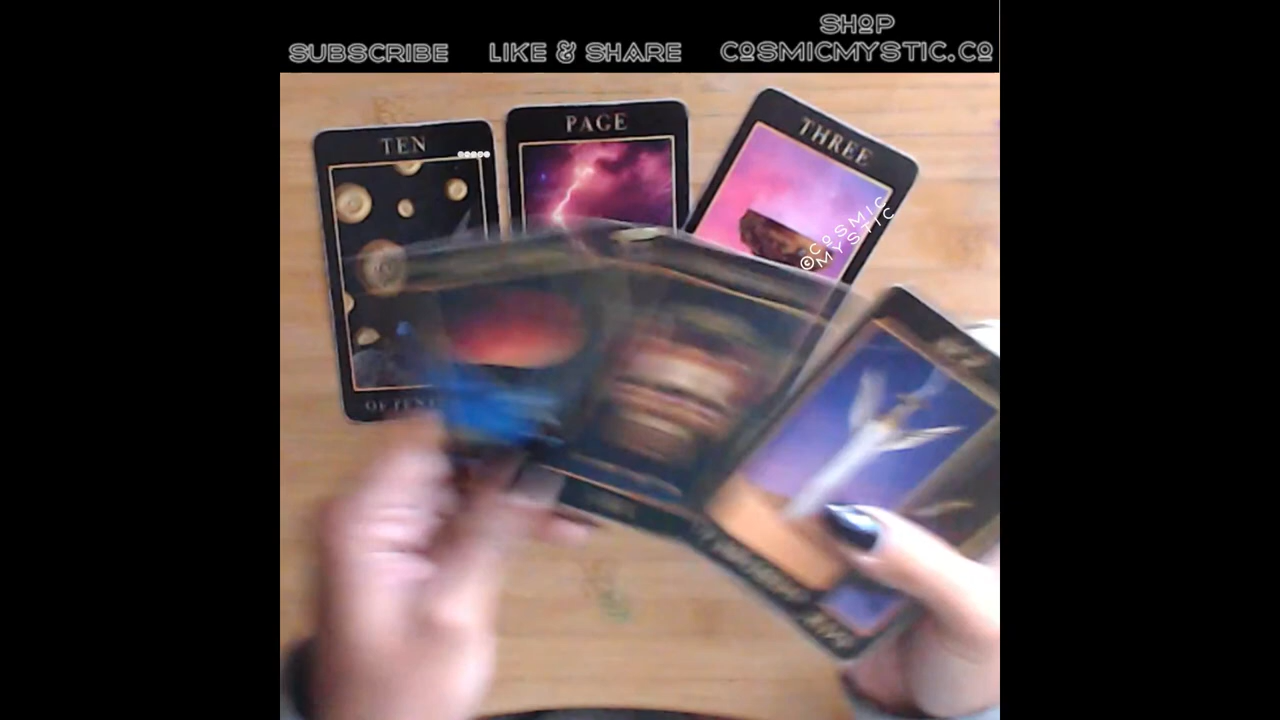 SHOP
SUBSCRIBE LIKE & SHARE COSMICMYSTIC.CO
TEN
PAGE
THREE
©COSMIC
MYSTIC